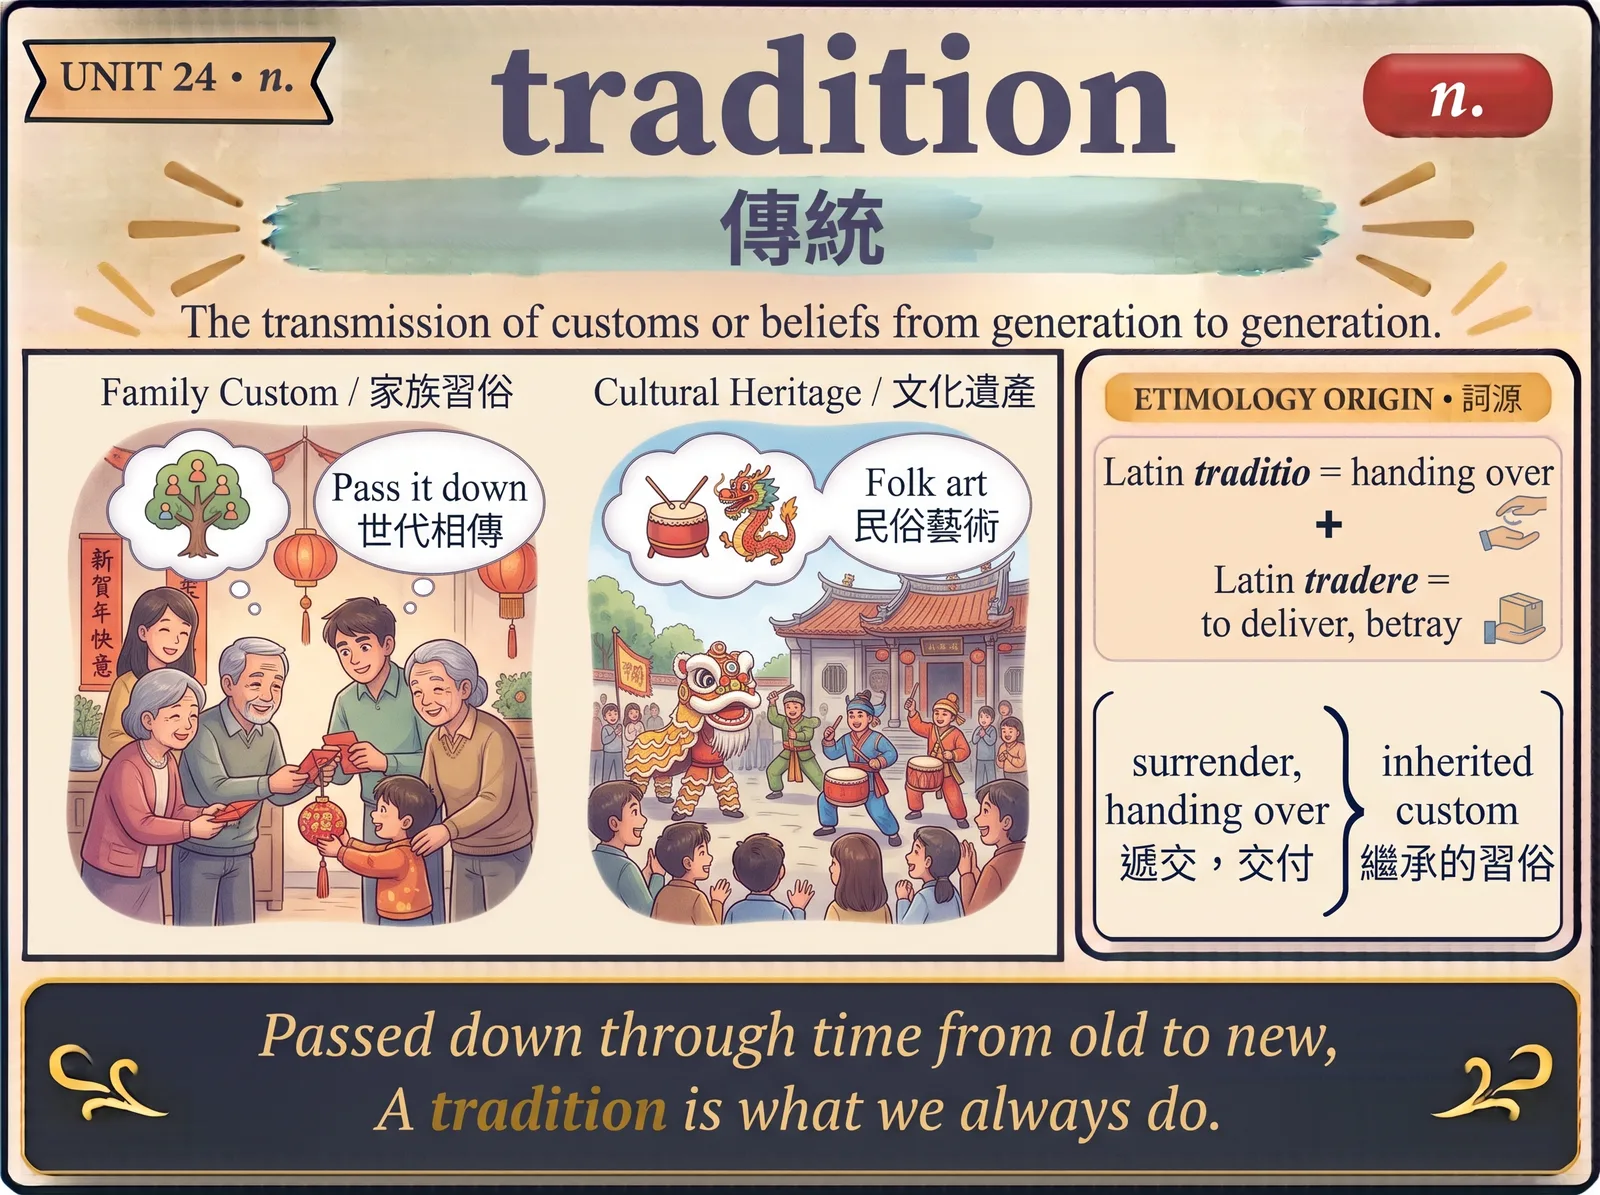 UNIT 24 • n.
tradition
n.
傳統
The transmission of customs or beliefs from generation to generation.
Family Custom / 家族習俗
Pass it down
世代相傳
新賀年快意
Cultural Heritage / 文化遺產
Folk art
民俗藝術
ETIMOLOGY ORIGIN • 詞源
Latin traditio = handing over
+
Latin tradere =
to deliver, betray
surrender,
handing over
遞交，交付
inherited
custom
繼承的習俗
Passed down through time from old to new,
A tradition is what we always do.